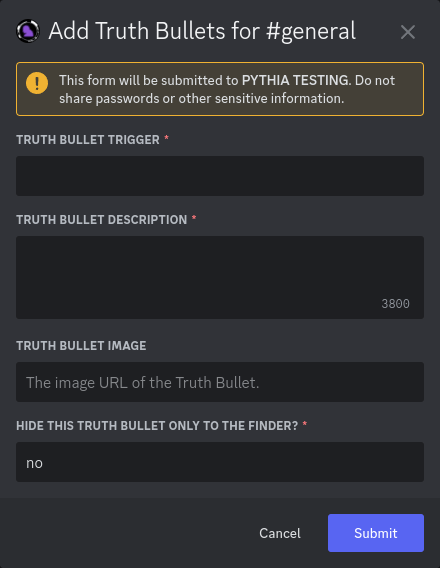 Add Truth Bullets for #general
This form will be submitted to PYTHIA TESTING. Do not
share passwords or other sensitive information.
TRUTH BULLET TRIGGER *
TRUTH BULLET DESCRIPTION *
3800
TRUTH BULLET IMAGE
The image URL of the Truth Bullet.
HIDE THIS TRUTH BULLET ONLY TO THE FINDER? *
no
Cancel
Submit